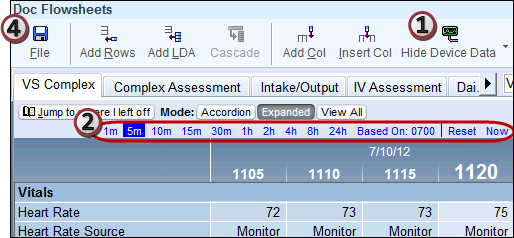 Doc Flowsheets
4 1
File Add Rows Add LDA Cascade Add Col Insert Col Hide Device Data
VS Complex Complex Assessment Intake/Output IV Assessment Dai
Jump to where I left off Mode: Accordion Expanded View All
2
1m 5m 10m 15m 30m 1h 2h 4h 8h 24h Based On: 0700 Reset Now
7/10/12
1105 1110 1115 1120
Vitals
Heart Rate 72 73 73 75
Heart Rate Source Monitor Monitor Monitor Monitor